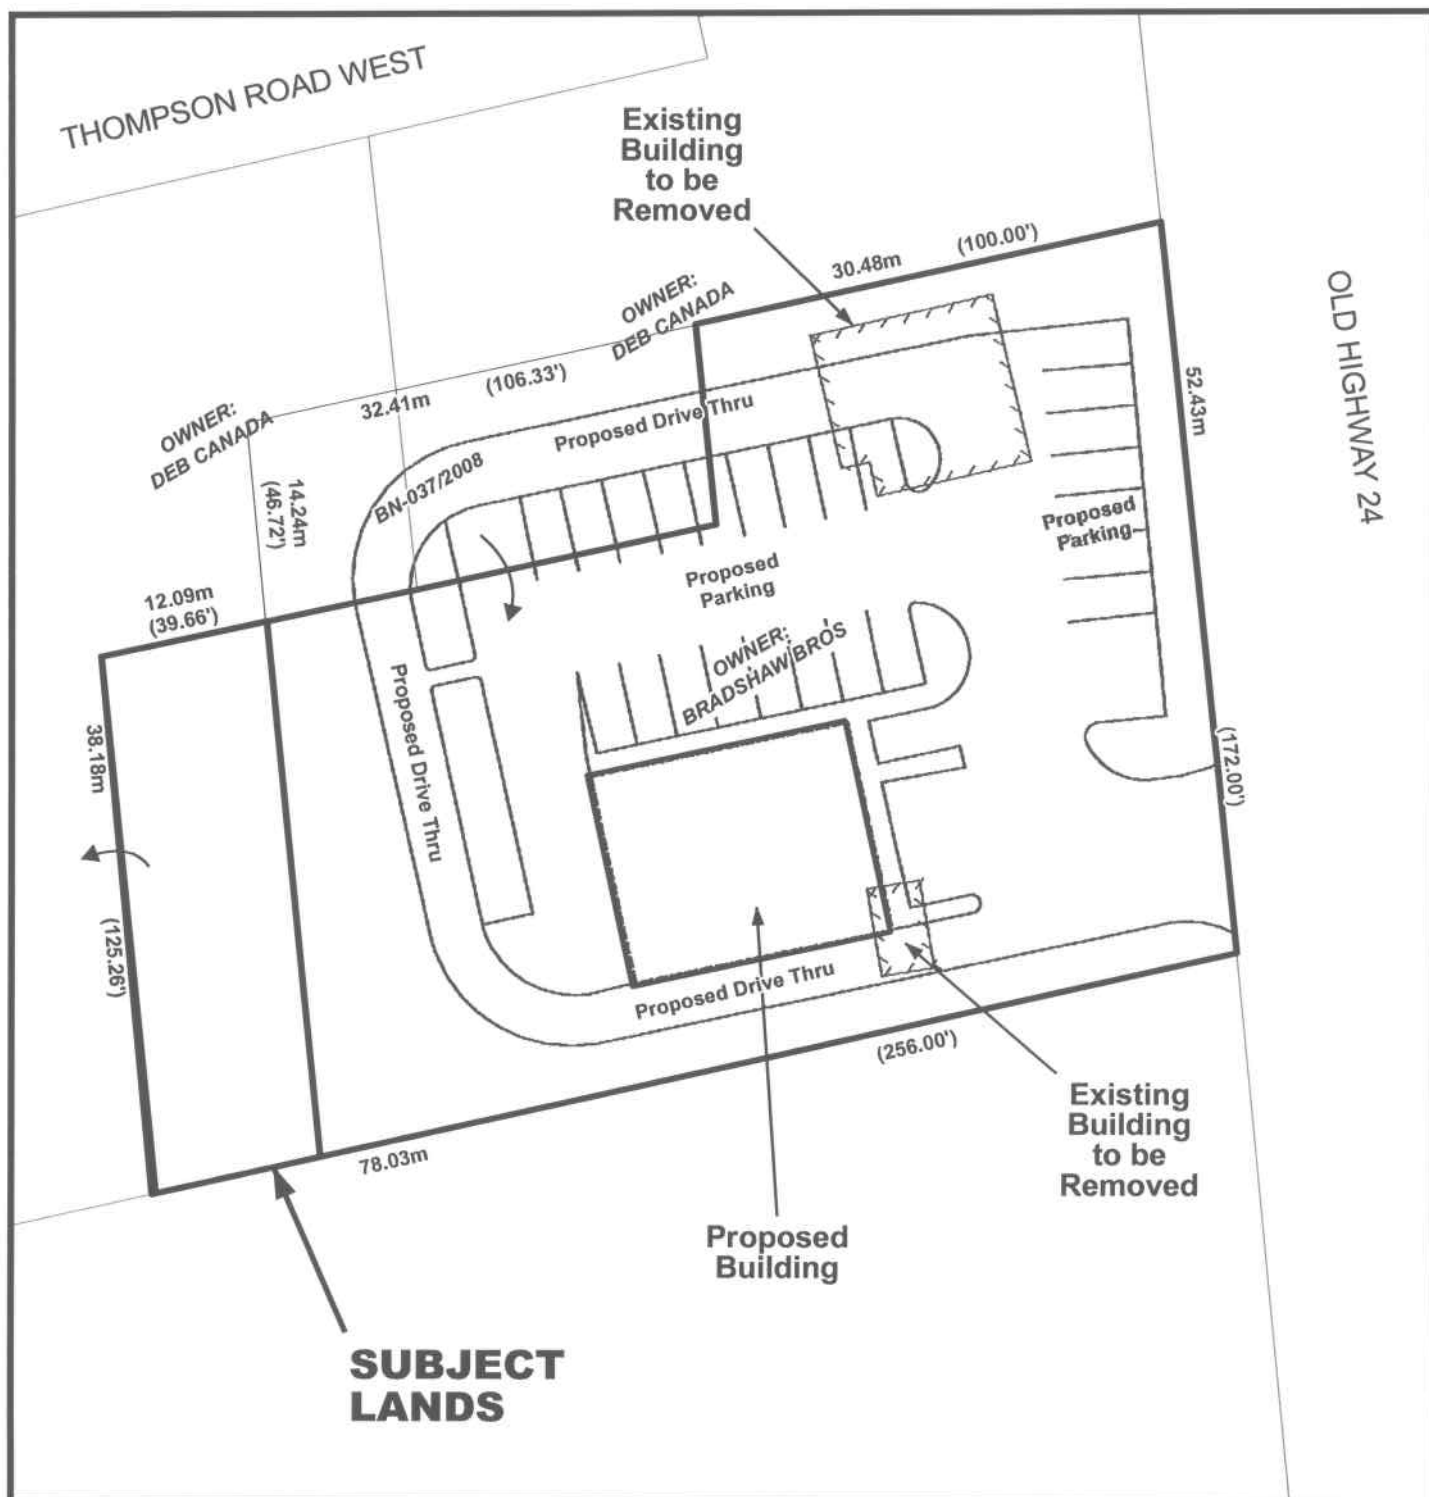 THOMPSON ROAD WEST
Existing
Building
to be
Removed
OLD HIGHWAY 24
30.48m
(100.00')
OWNER:
DEB CANADA
32.41m
(106.33')
52.43m
(172.00')
OWNER:
DEB CANADA
14.24m
(46.72')
BN-037/2008
Proposed Drive Thru
Proposed
Parking
Proposed
Parking
12.09m
(39.66')
OWNER:
BRADSHAW BROS
38.18m
(125.26')
Proposed Drive Thru
Proposed Drive Thru
(256.00')
78.03m
Existing
Building
to be
Removed
Proposed
Building
SUBJECT
LANDS